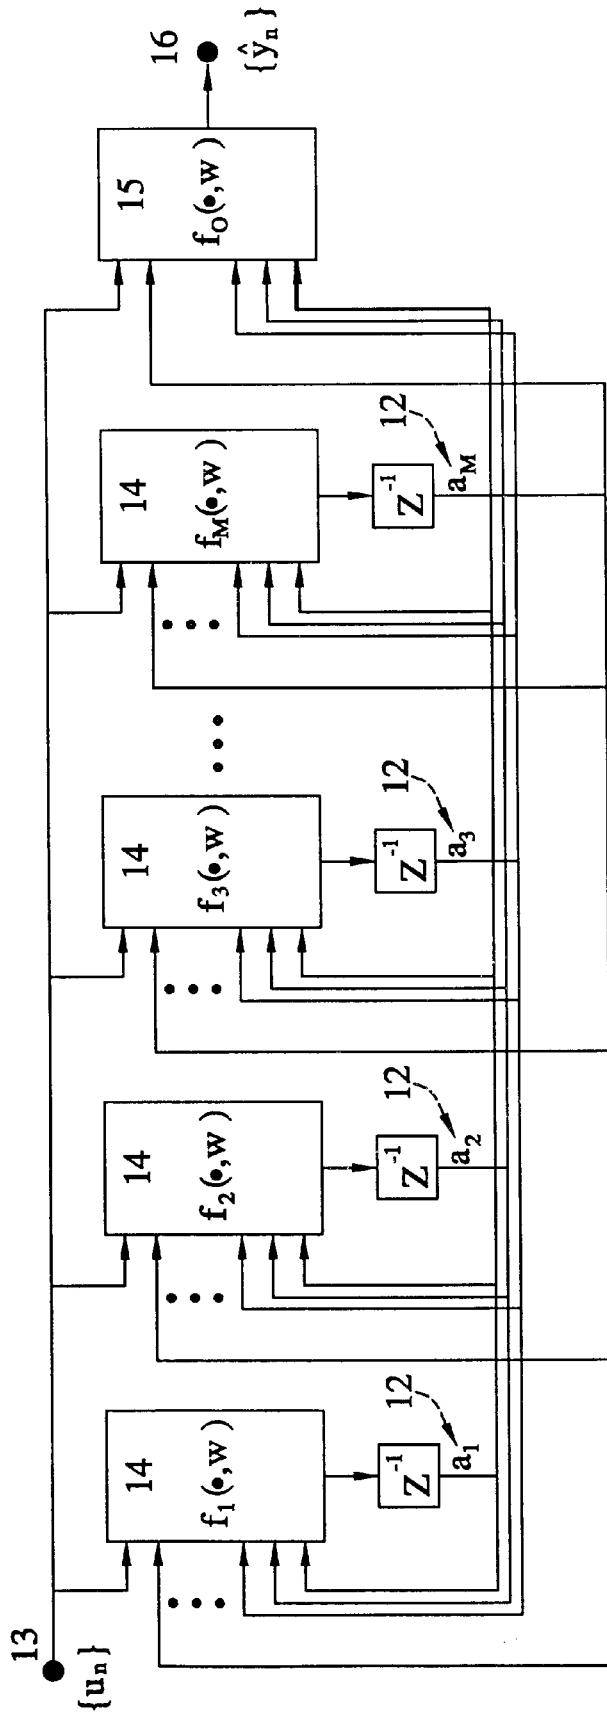 13
{uₙ}
14
f₁(•,w)
Z⁻¹
a₁
12
14
f₂(•,w)
Z⁻¹
a₂
12
14
f₃(•,w)
Z⁻¹
a₃
12
14
f_M(•,w)
Z⁻¹
a_M
12
15
f_O(•,w)
16
{ŷₙ}